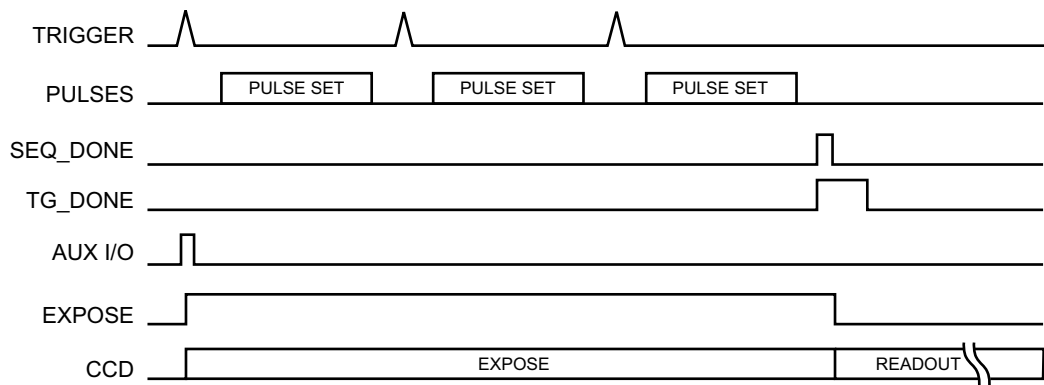 TRIGGER
PULSES PULSE SET PULSE SET PULSE SET
SEQ_DONE
TG_DONE
AUX I/O
EXPOSE
CCD EXPOSE READOUT